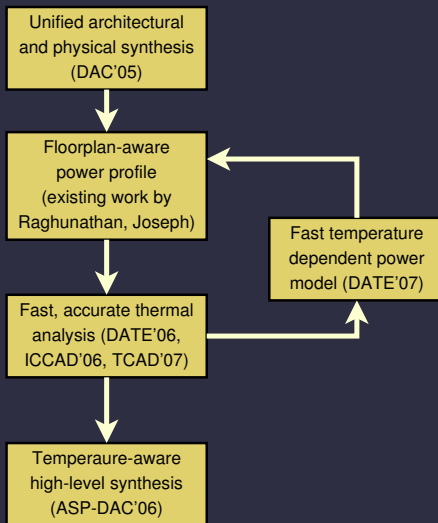 Unified architectural
and physical synthesis
(DAC'05)
Floorplan-aware
power profile
(existing work by
Raghunathan, Joseph)
Fast temperature
dependent power
model (DATE'07)
Fast, accurate thermal
analysis (DATE'06,
ICCAD'06, TCAD'07)
Temperaure-aware
high-level synthesis
(ASP-DAC'06)